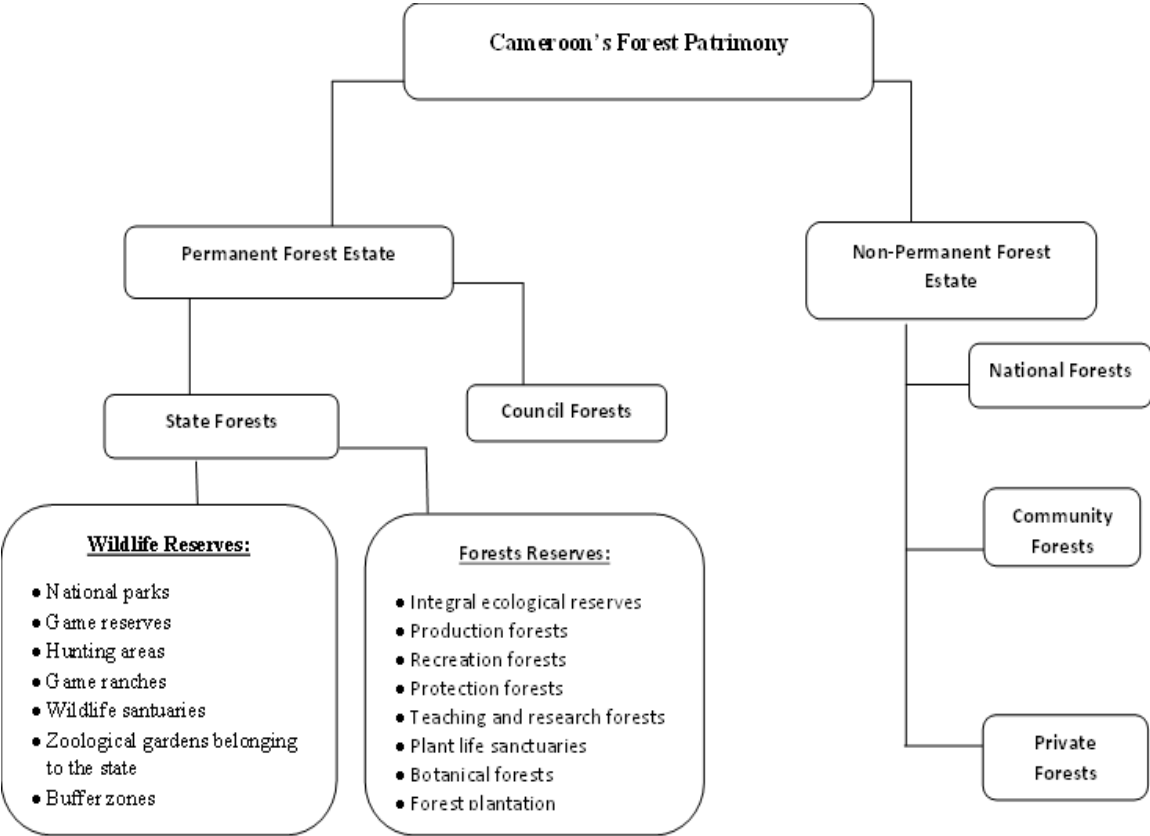 Cameroon's Forest Patrimony
Permanent Forest Estate
Non-Permanent Forest
Estate
National Forests
State Forests
Council Forests
Community
Forests
Private
Forests
Wildlife Reserves:
• National parks
• Game reserves
• Hunting areas
• Game ranches
• Wildlife santuaries
• Zoological gardens belonging
to the state
• Buffer zones
Forests Reserves:
• Integral ecological reserves
• Production forests
• Recreation forests
• Protection forests
• Teaching and research forests
• Plant life sanctuaries
• Botanical forests
• Forest plantation